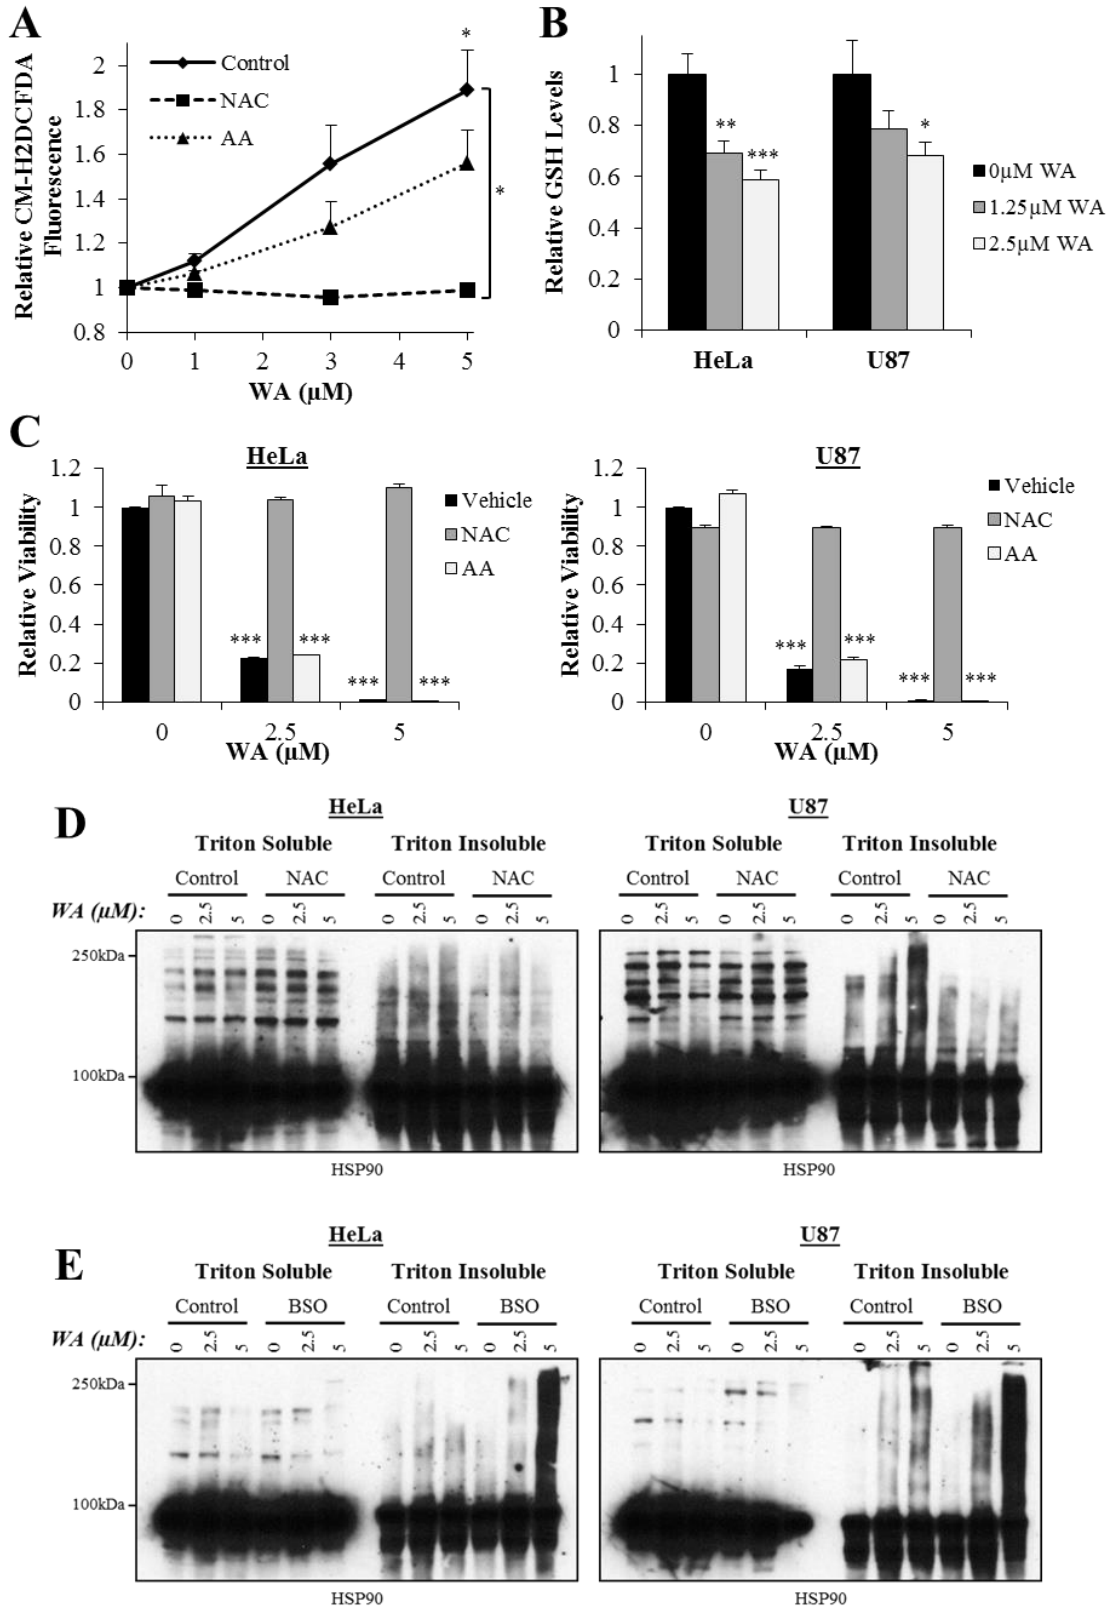 A
Relative CM-H2DCFDA
Fluorescence
2
1.8
1.6
1.4
1.2
1
0.8
*
Control
NAC
AA
*
0 1 2 3 4 5
WA (µM)
B
Relative GSH Levels
1
0.8
0.6
0.4
0.2
0
** *** *
0µM WA
1.25µM WA
2.5µM WA
HeLa U87
C
HeLa
Relative Viability
1.2
1
0.8
0.6
0.4
0.2
0
Vehicle
NAC
AA
*** *** *** ***
0 2.5 5
WA (µM)
U87
Relative Viability
1.2
1
0.8
0.6
0.4
0.2
0
Vehicle
NAC
AA
*** *** *** ***
0 2.5 5
WA (µM)
D
HeLa U87
Triton Soluble Triton Insoluble Triton Soluble Triton Insoluble
Control NAC Control NAC Control NAC Control NAC
WA (µM): 0 2.5 5 0 2.5 5 0 2.5 5 0 2.5 5 0 2.5 5 0 2.5 5 0 2.5 5 0 2.5 5
250kDa
100kDa
HSP90 HSP90
E
HeLa U87
Triton Soluble Triton Insoluble Triton Soluble Triton Insoluble
Control BSO Control BSO Control BSO Control BSO
WA (µM): 0 2.5 5 0 2.5 5 0 2.5 5 0 2.5 5 0 2.5 5 0 2.5 5 0 2.5 5 0 2.5 5
250kDa
100kDa
HSP90 HSP90